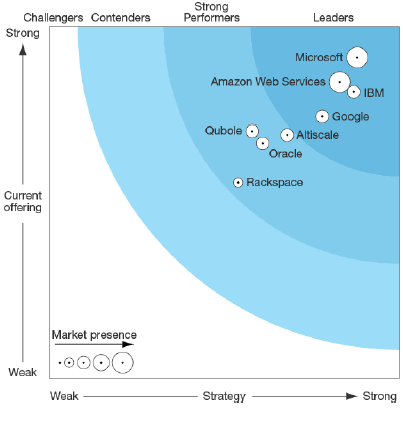 Strong
Challengers Contenders Performers Leaders
Strong
Microsoft
Amazon Web Services
IBM
Google
Qubole
Altiscale
Oracle
Rackspace
Current
offering
Market presence
Weak
Weak Strategy Strong